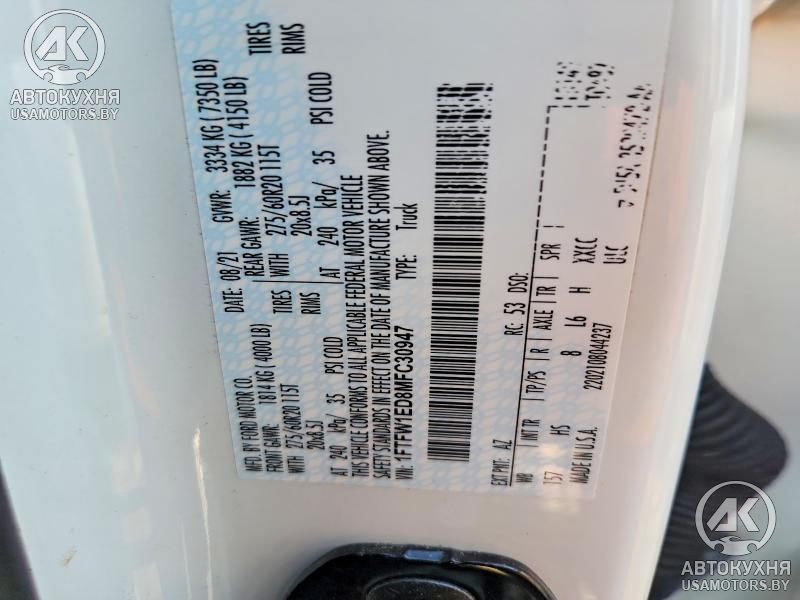 АВТОКУХНЯ
USAMOTORS.BY
MFD. BY FORD MOTOR CO.
DATE: 08/21
GVWR: 3334 KG ( 7350 LB)
FRONT GAWR: 1814 KG ( 4000 LB)
REAR GAWR: 1882 KG ( 4150 LB)
WITH 275/60R20 115T TIRES
WITH 275/60R20 115T TIRES
20x8.5J RIMS
20x8.5J RIMS
AT 240 kPa/ 35 PSI COLD
AT 240 kPa/ 35 PSI COLD
THIS VEHICLE CONFORMS TO ALL APPLICABLE FEDERAL MOTOR VEHICLE
SAFETY STANDARDS IN EFFECT ON THE DATE OF MANUFACTURE SHOWN ABOVE.
VIN: 1FTFW1ED8MFC30947
TYPE: Truck
EXT PNT: AZ RC: 53 DSO:
WB INT TR TP/PS R AXLE TR SPR
157 HS 8 L6 H XXCC
MADE IN U.S.A. 2202108044237 ULC
АВТОКУХНЯ
USAMOTORS.BY